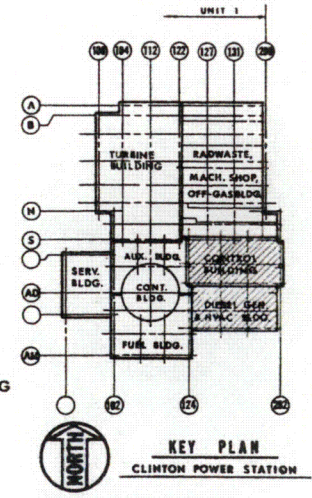 UNIT 1
100 104 112 122 127 131 200
A
B
TURBINE BUILDING
RADWASTE, MACH. SHOP, OFF-GAS BLDG.
H
S
AUX. BLDG.
CONTROL BUILDING
SERV. BLDG.
AD
CONT. BLDG.
DIESEL GEN. & HVAC BLDG.
FUEL BLDG.
AM
G
102 124 202
NORTH
KEY PLAN
CLINTON POWER STATION